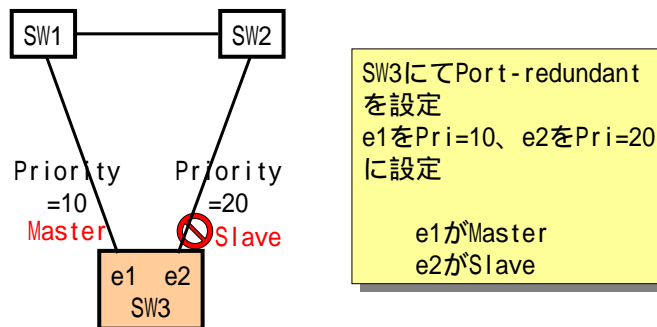 SW1
SW2
SW3にてPort-redundant
を設定
e1をPri=10、e2をPri=20
に設定
Priority
=10
Master
Priority
=20
Slave
e1がMaster
e2がSlave
e1 e2
SW3